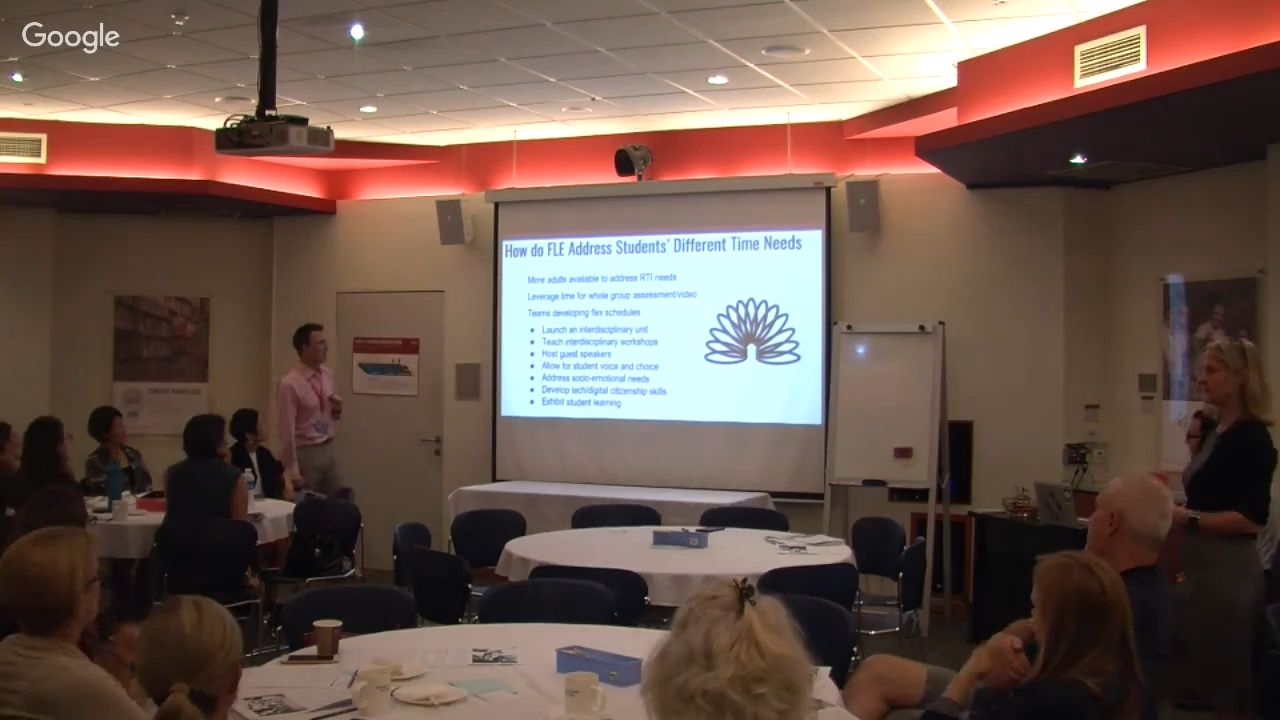 Google
How do FLE Address Students' Different Time Needs
More adults available to address RTI needs
Leverage time for whole group assessment/video
Teams developing flex schedules
● Launch an interdisciplinary unit
● Teach interdisciplinary workshops
● Host guest speakers
● Allow for student voice and choice
● Address socio-emotional needs
● Develop tech/digital citizenship skills
● Exhibit student learning